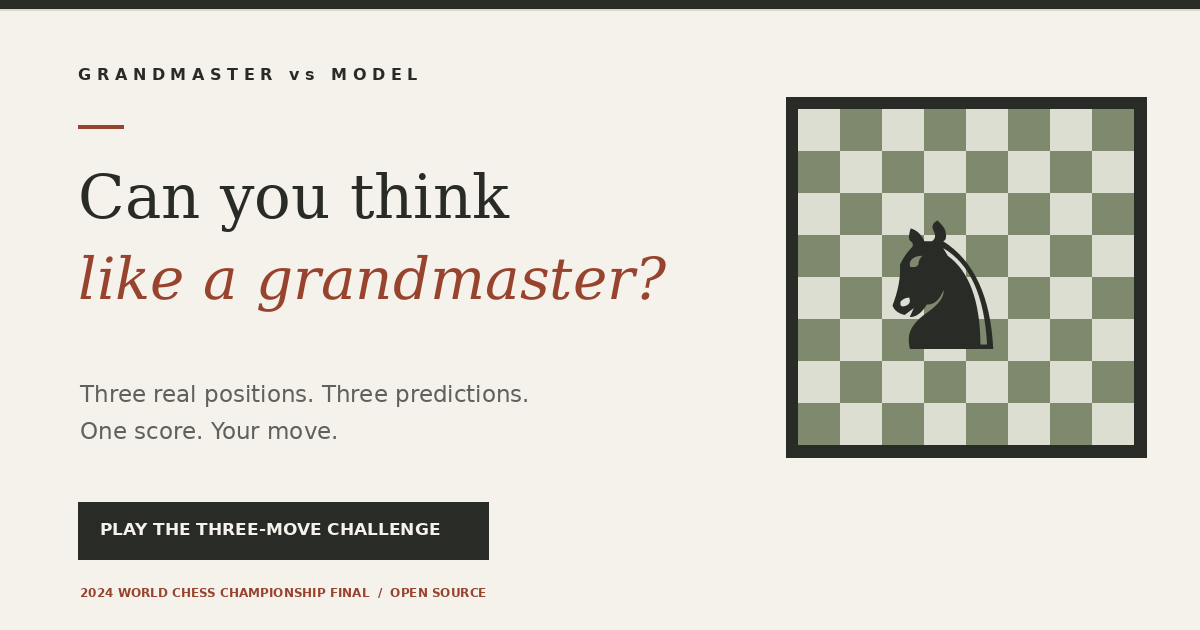 GRANDMASTER vs MODEL
Can you think
like a grandmaster?
Three real positions. Three predictions.
One score. Your move.
PLAY THE THREE-MOVE CHALLENGE
2024 WORLD CHESS CHAMPIONSHIP FINAL / OPEN SOURCE